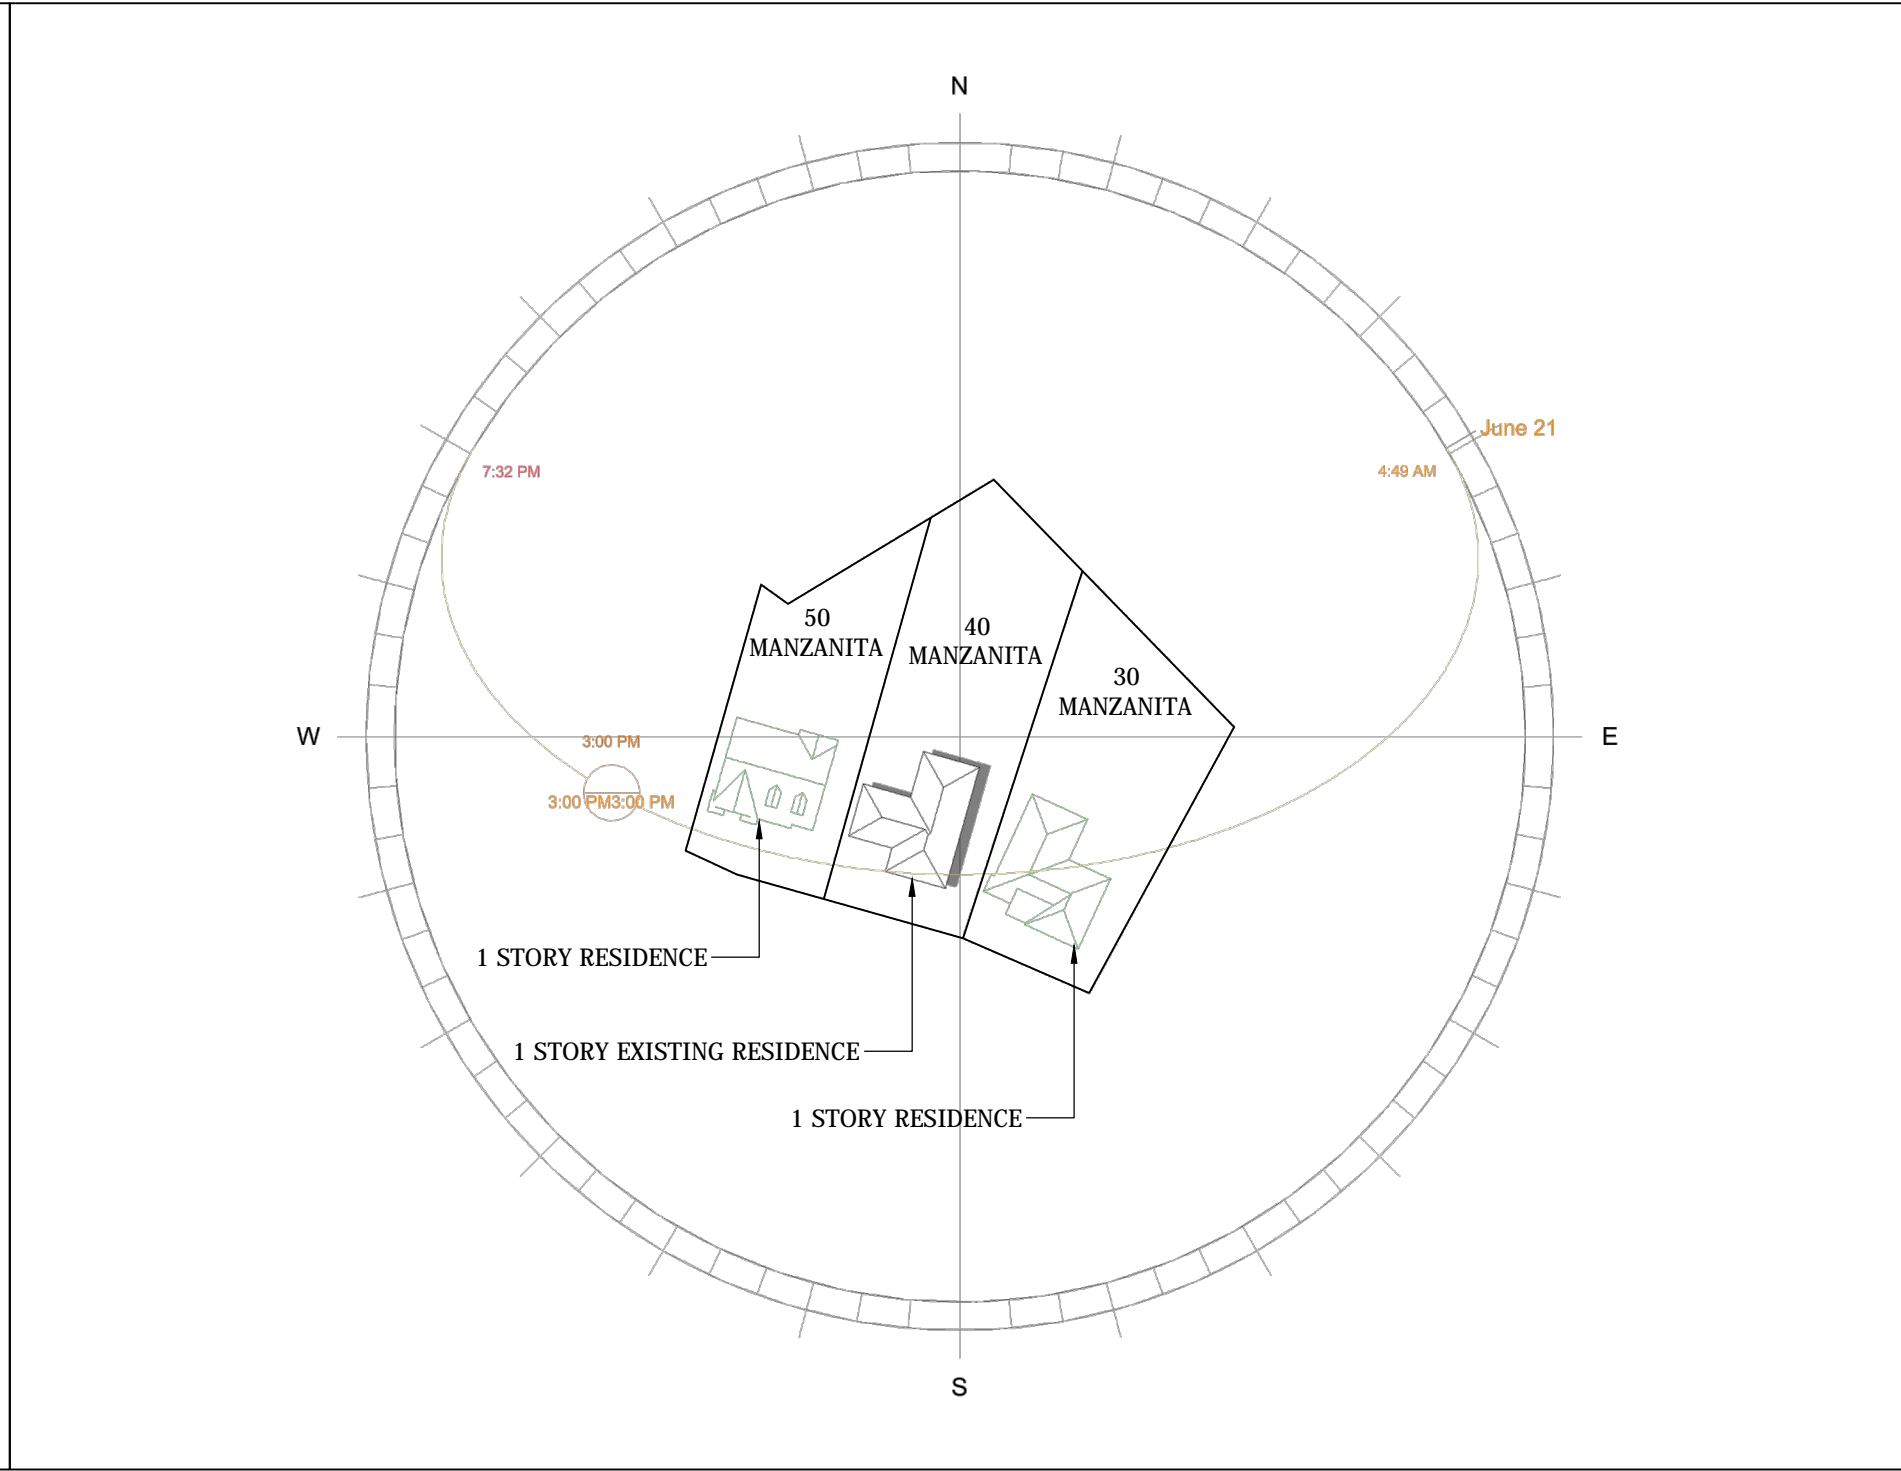 N
June 21
7:32 PM
4:49 AM
50
MANZANITA
40
MANZANITA
30
MANZANITA
W
E
3:00 PM
3:00 PM3:00 PM
1 STORY RESIDENCE
1 STORY EXISTING RESIDENCE
1 STORY RESIDENCE
S